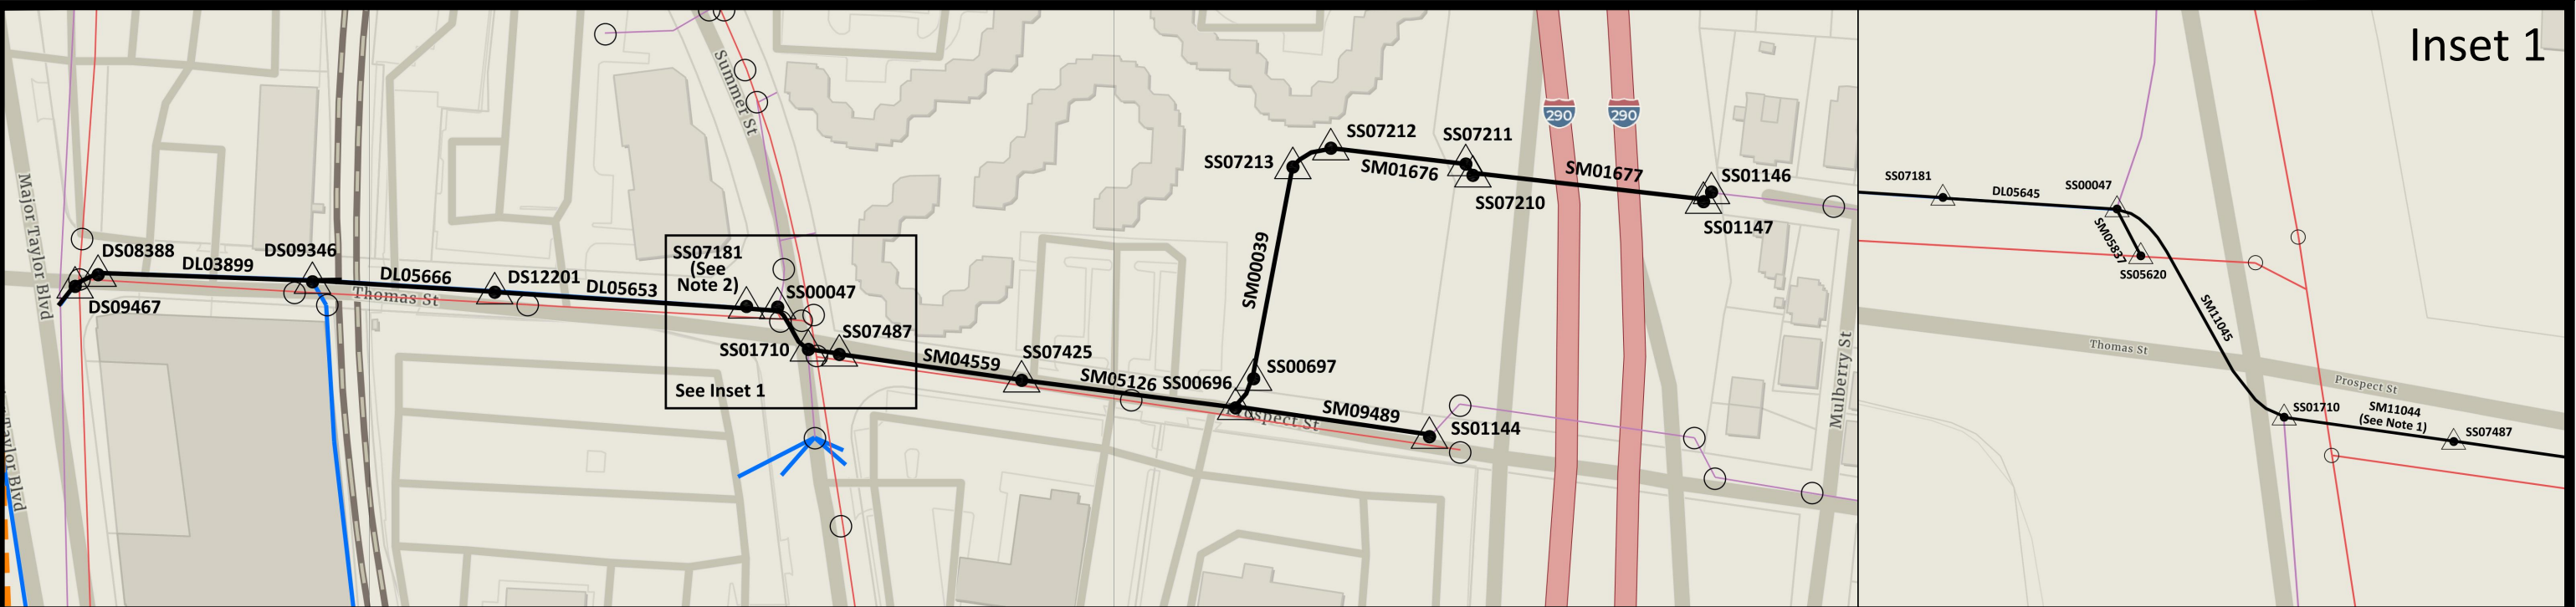 Inset 1
Summer St
290
290
SS07212
SS07211
SS07213
SM01676
SM01677
SS01146
SS07210
SS01147
Major Taylor Blvd
DS08388
DL03899
DS09346
DL05666
DS12201
DL05653
Thomas St
DS09467
SS07181
(See
Note 2)
SS00047
SS07487
SS01710
See Inset 1
SM04559
SS07425
SM05126
SS00696
SS00697
SM00039
SM09489
Prospect St
SS01144
Mulberry St
Taylor Blvd
SS07181
DL05645
SS00047
SM05837
SS05620
SM11045
Thomas St
Prospect St
SS01710
SM11044
(See Note 1)
SS07487